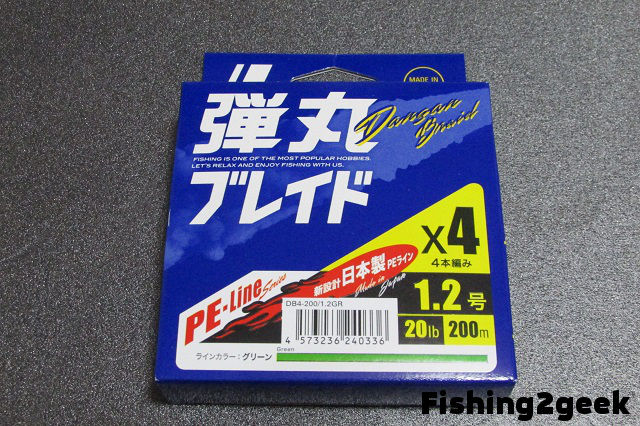 MADE IN
弾丸
Dangan Braid
FISHING IS ONE OF THE MOST POPULAR HOBBIES.
LET'S RELAX AND ENJOY FISHING WITH US.
ブレイド
X4
4本編み
PE-Line Series
新設計 日本製 PEライン
Made in Japan
1.2号
20lb 200m
DB4-200/1.2GR
4 573236 240336
ラインカラー：グリーン
Green
Fishing2geek